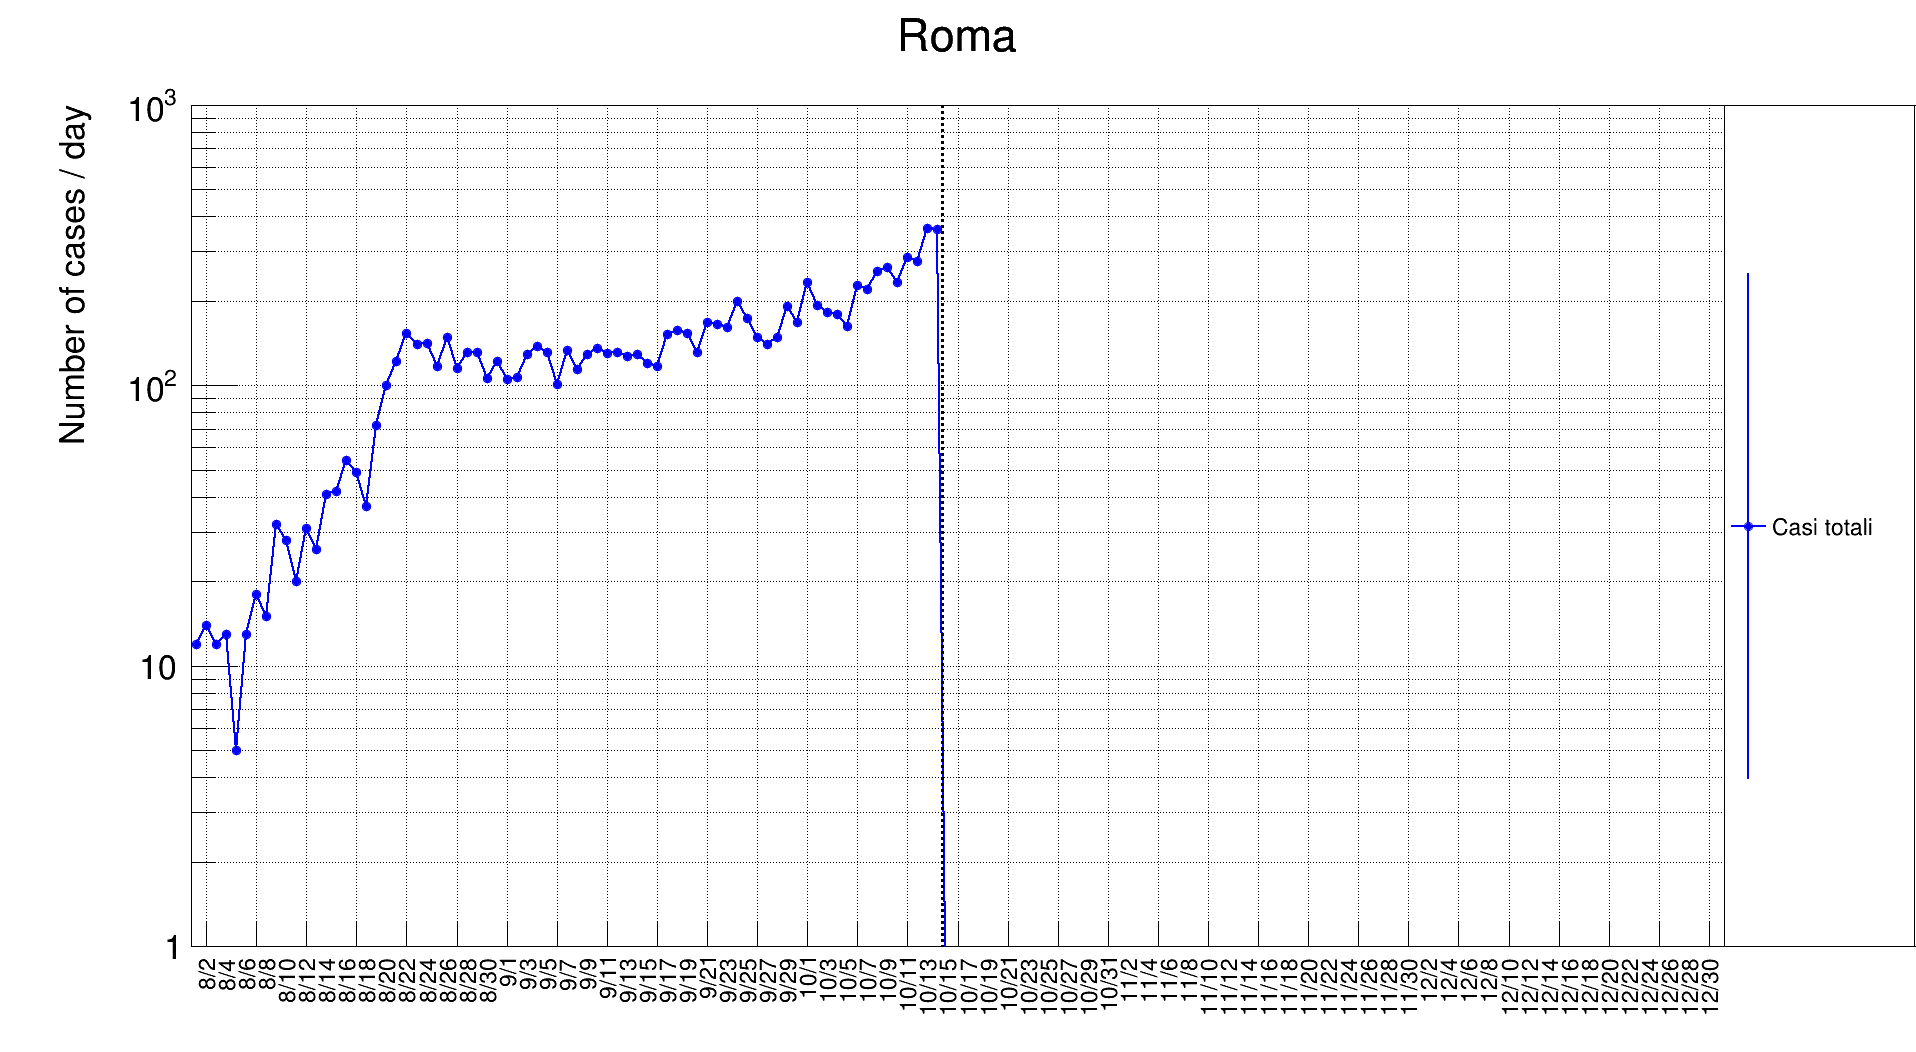 Roma
Number of cases / day
10³
10²
10
1
8/2 8/4 8/6 8/8 8/10 8/12 8/14 8/16 8/18 8/20 8/22 8/24 8/26 8/28 8/30 9/1 9/3 9/5 9/7 9/9 9/11 9/13 9/15 9/17 9/19 9/21 9/23 9/25 9/27 9/29 10/1 10/3 10/5 10/7 10/9 10/11 10/13 10/15 10/17 10/19 10/21 10/23 10/25 10/27 10/29 10/31 11/2 11/4 11/6 11/8 11/10 11/12 11/14 11/16 11/18 11/20 11/22 11/24 11/26 11/28 11/30 12/2 12/4 12/6 12/8 12/10 12/12 12/14 12/16 12/18 12/20 12/22 12/24 12/26 12/28 12/30
Casi totali